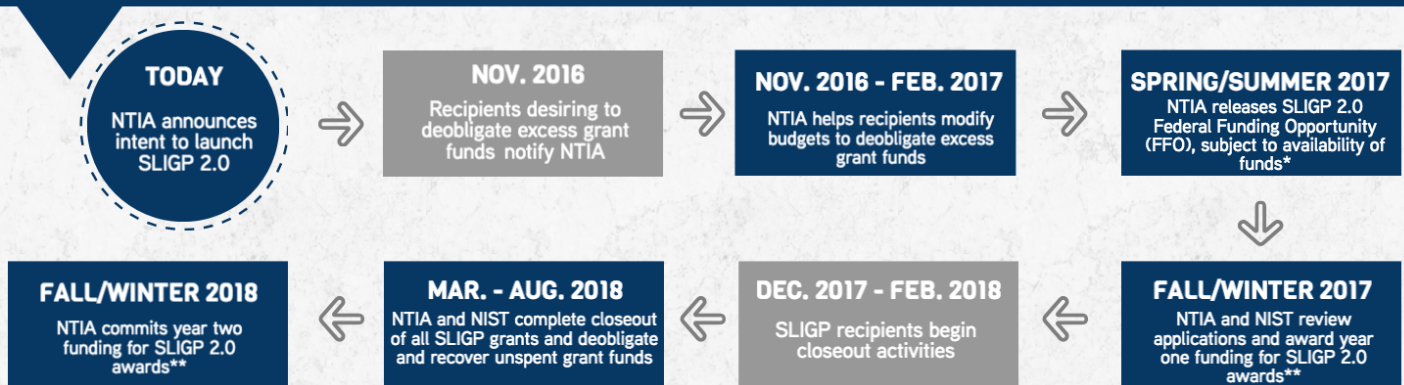 TODAY
NTIA announces
intent to launch
SLIGP 2.0
NOV. 2016
Recipients desiring to
deobligate excess grant
funds notify NTIA
NOV. 2016 - FEB. 2017
NTIA helps recipients modify
budgets to deobligate excess
grant funds
SPRING/SUMMER 2017
NTIA releases SLIGP 2.0
Federal Funding Opportunity
(FFO), subject to availability of
funds*
FALL/WINTER 2017
NTIA and NIST review
applications and award year
one funding for SLIGP 2.0
awards**
DEC. 2017 - FEB. 2018
SLIGP recipients begin
closeout activities
MAR. - AUG. 2018
NTIA and NIST complete closeout
of all SLIGP grants and deobligate
and recover unspent grant funds
FALL/WINTER 2018
NTIA commits year two
funding for SLIGP 2.0
awards**